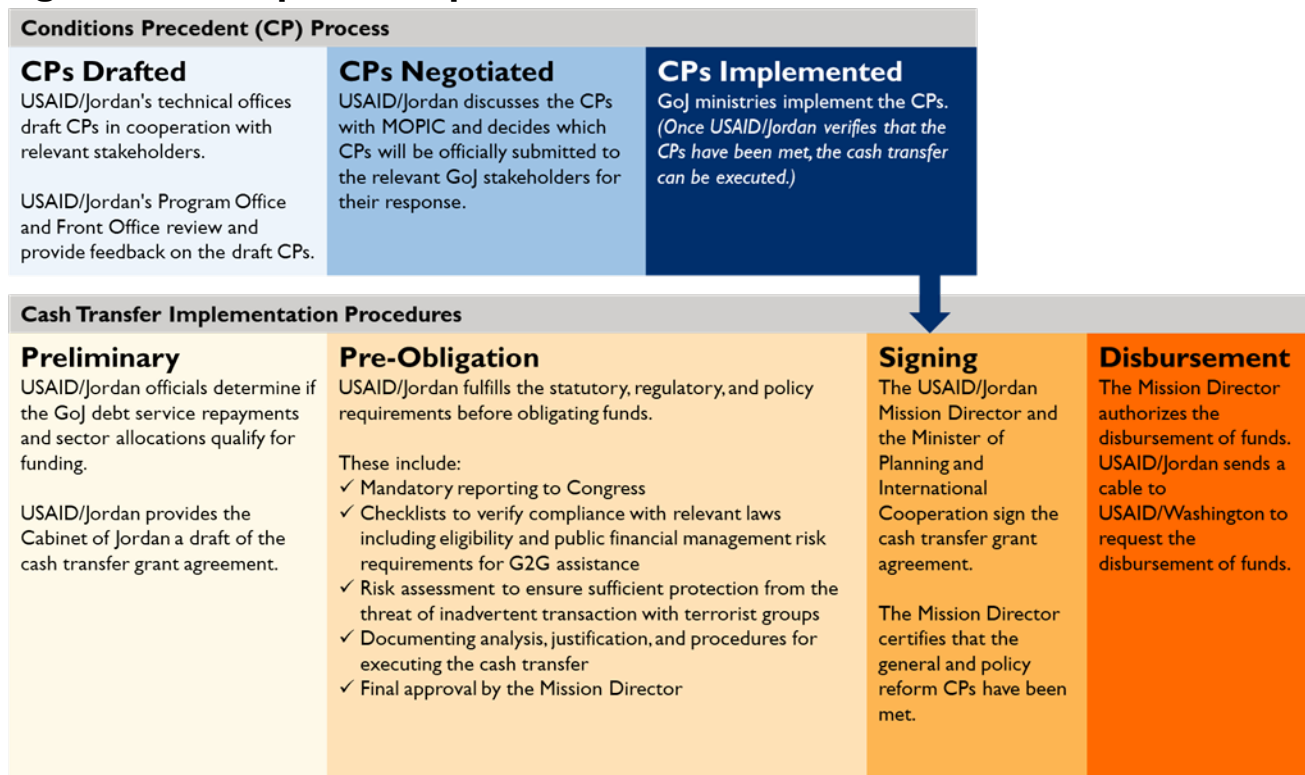 Conditions Precedent (CP) Process
CPs Drafted
USAID/Jordan's technical offices
draft CPs in cooperation with
relevant stakeholders.
USAID/Jordan's Program Office
and Front Office review and
provide feedback on the draft CPs.
CPs Negotiated
USAID/Jordan discusses the CPs
with MOPIC and decides which
CPs will be officially submitted to
the relevant GoJ stakeholders for
their response.
CPs Implemented
GoJ ministries implement the CPs.
(Once USAID/Jordan verifies that the
CPs have been met, the cash transfer
can be executed.)
Cash Transfer Implementation Procedures
Preliminary
USAID/Jordan officials determine if
the GoJ debt service repayments
and sector allocations qualify for
funding.
USAID/Jordan provides the
Cabinet of Jordan a draft of the
cash transfer grant agreement.
Pre-Obligation
USAID/Jordan fulfills the statutory, regulatory, and policy
requirements before obligating funds.
These include:
✓ Mandatory reporting to Congress
✓ Checklists to verify compliance with relevant laws
including eligibility and public financial management risk
requirements for G2G assistance
✓ Risk assessment to ensure sufficient protection from the
threat of inadvertent transaction with terrorist groups
✓ Documenting analysis, justification, and procedures for
executing the cash transfer
✓ Final approval by the Mission Director
Signing
The USAID/Jordan
Mission Director and
the Minister of
Planning and
International
Cooperation sign the
cash transfer grant
agreement.
The Mission Director
certifies that the
general and policy
reform CPs have been
met.
Disbursement
The Mission Director
authorizes the
disbursement of funds.
USAID/Jordan sends a
cable to
USAID/Washington to
request the
disbursement of funds.